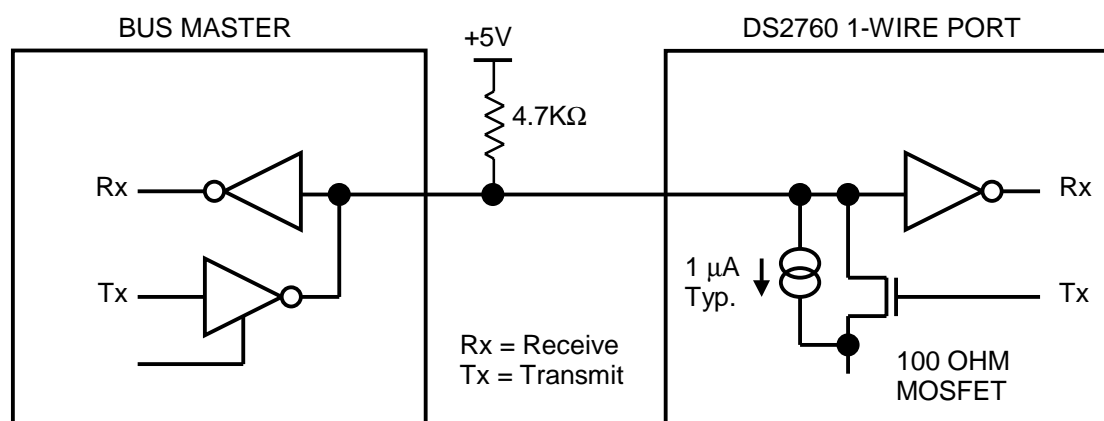 BUS MASTER
DS2760 1-WIRE PORT
+5V
4.7KΩ
Rx
Rx
Tx
1 μA
Typ.
Tx
Rx = Receive
Tx = Transmit
100 OHM
MOSFET